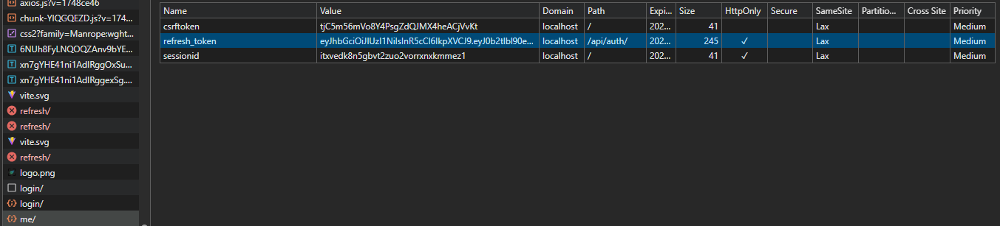 axios.js?v=1748ce46
chunk-YIQGQEZD.js?v=174...
css2?family=Manrope:wght...
6NUh8FyLNQOQZAnv9bYE...
xn7gYHE41ni1AdIRggOxSu...
xn7gYHE41ni1AdIRggexSg....
vite.svg
refresh/
refresh/
vite.svg
refresh/
logo.png
login/
login/
me/
Name Value Domain Path Expi... Size HttpOnly Secure SameSite Partitio... Cross Site Priority
csrftoken tjC5m56mVo8Y4PsgZdQJMX4heACjVvKt localhost / 202... 41 Lax Medium
refresh_token eyJhbGciOiJIUzI1NiIsInR5cCI6IkpXVCJ9.eyJ0b2tlbl90e... localhost /api/auth/ 202... 245 ✓ Lax Medium
sessionid itxvedk8n5gbvt2zuo2vorrxnxkmmez1 localhost / 202... 41 ✓ Lax Medium